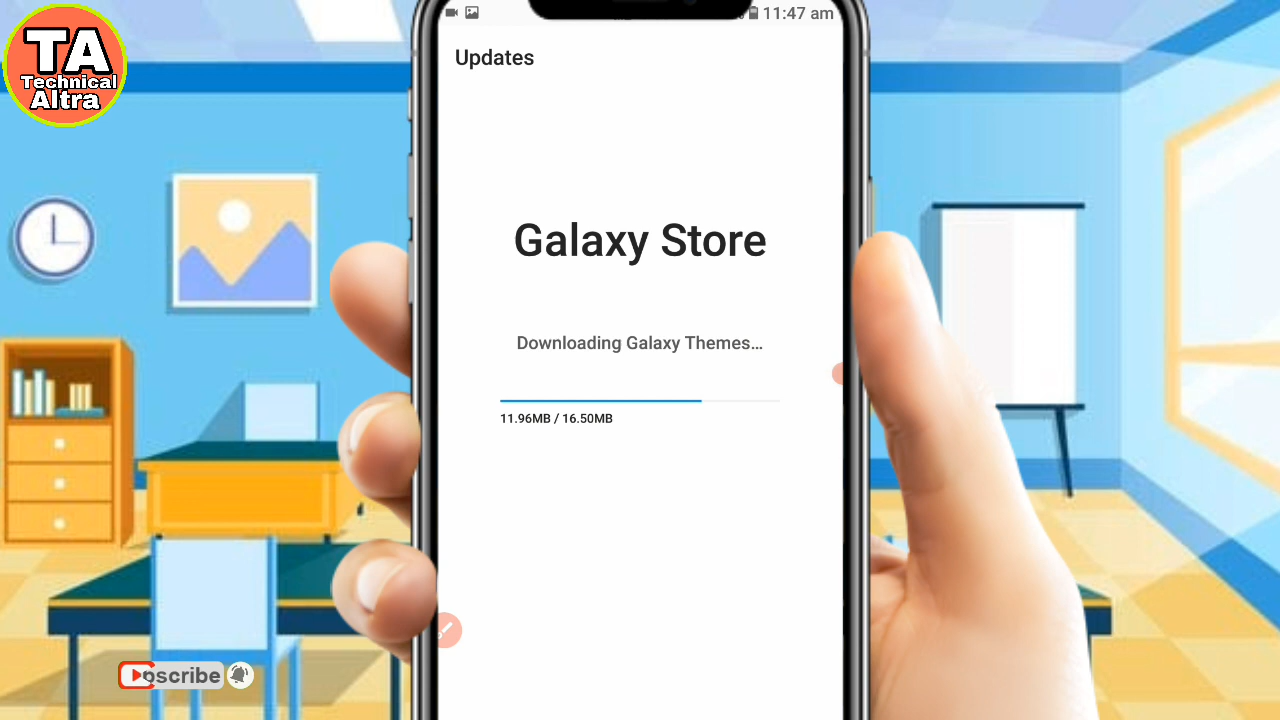 TA
Technical
Altra
11:47 am
Updates
Galaxy Store
Downloading Galaxy Themes...
11.96MB / 16.50MB
bscribe